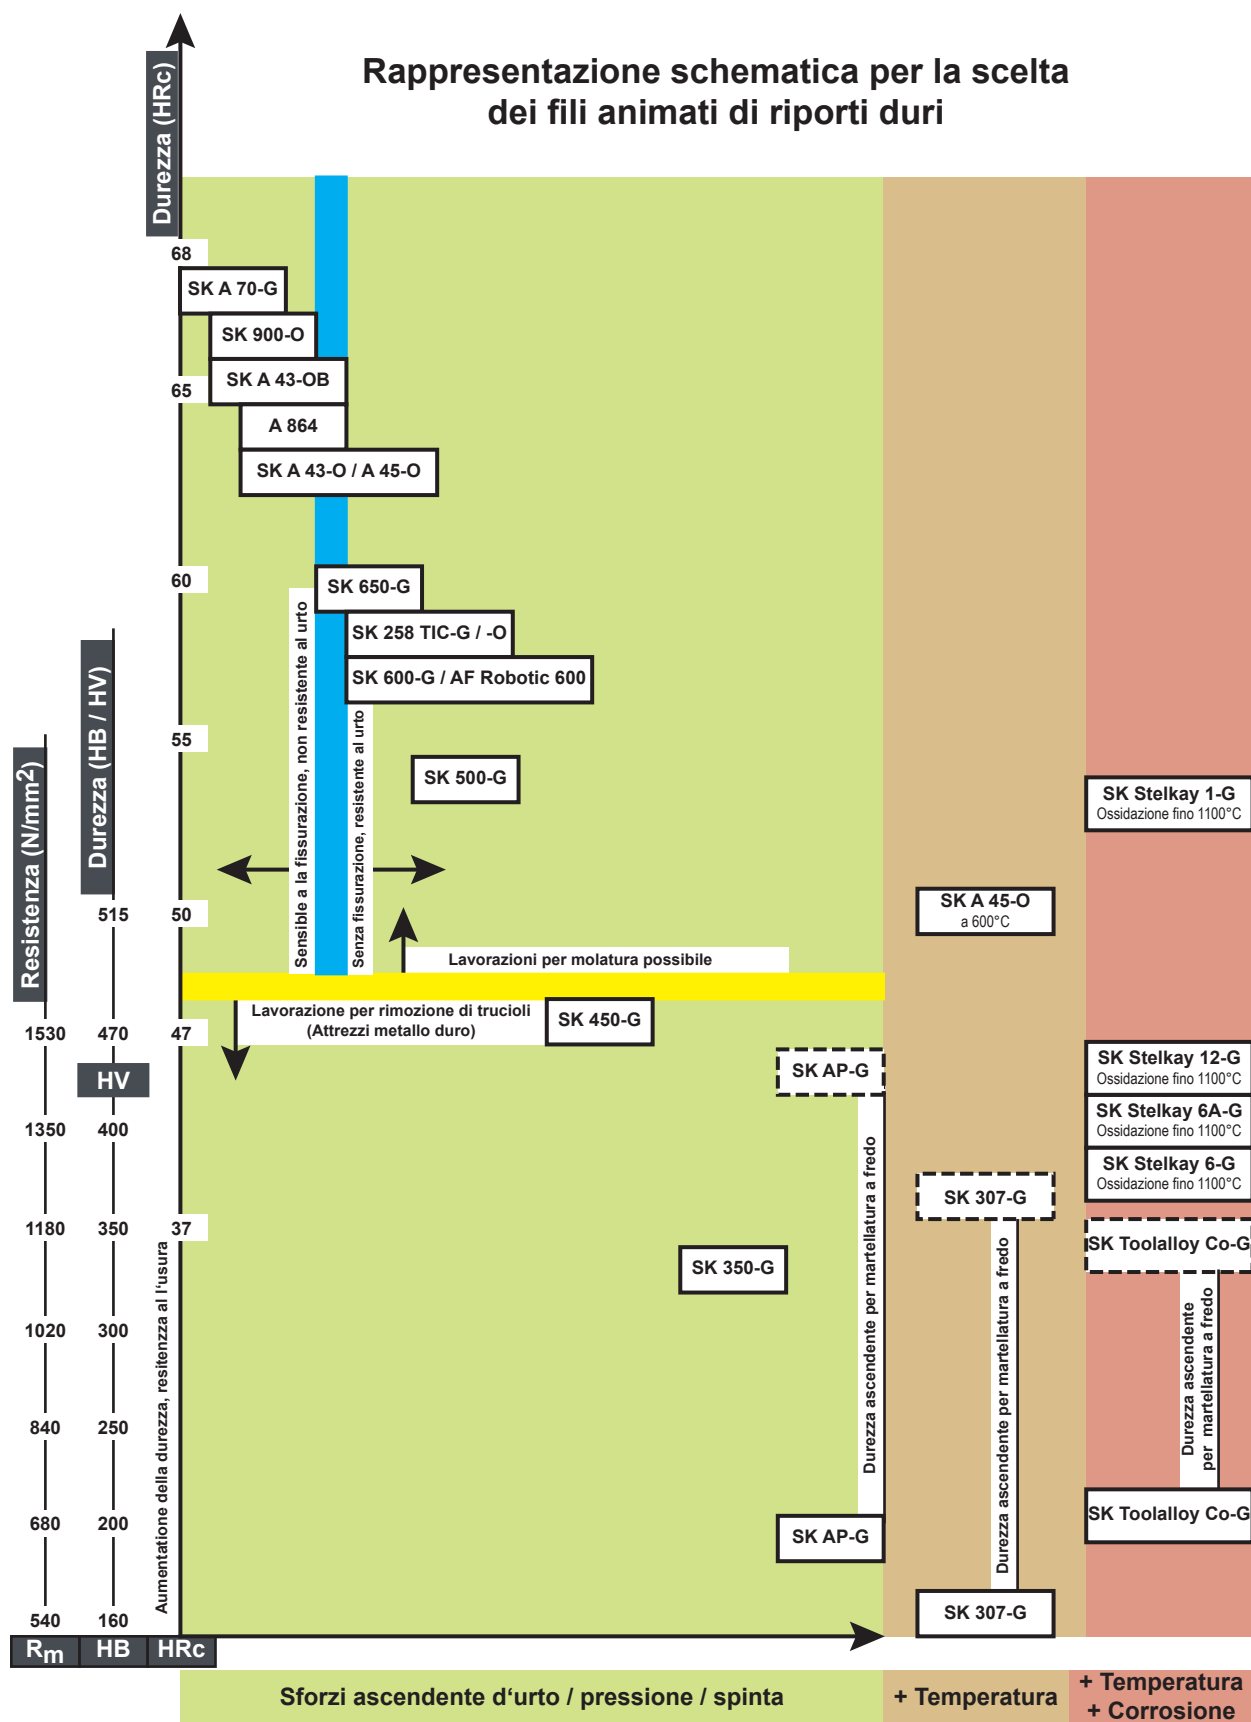 Rappresentazione schematica per la scelta
dei fili animati di riporti duri
Durezza (HRc)
68
SK A 70-G
SK 900-O
SK A 43-OB
65
A 864
SK A 43-O / A 45-O
60
SK 650-G
SK 258 TIC-G / -O
SK 600-G / AF Robotic 600
Sensible a la fissurazione, non resistente al urto
Senza fissurazione, resistente al urto
Durezza (HB / HV)
Resistenza (N/mm2)
55
SK 500-G
SK Stelkay 1-G
Ossidazione fino 1100°C
515
50
SK A 45-O
a 600°C
Lavorazioni per molatura possibile
Lavorazione per rimozione di trucioli
(Attrezzi metallo duro)
SK 450-G
1530
470
47
HV
SK AP-G
SK Stelkay 12-G
Ossidazione fino 1100°C
1350
400
SK Stelkay 6A-G
Ossidazione fino 1100°C
SK Stelkay 6-G
Ossidazione fino 1100°C
SK 307-G
1180
350
37
SK Toolalloy Co-G
SK 350-G
Aumentatione della durezza, resitenzza al l'usura
Durezza ascendente per martellatura a fredo
Durezza ascendente per martellatura a fredo
Durezza ascendente
per martellatura a fredo
1020
300
840
250
680
200
SK Toolalloy Co-G
SK AP-G
540
160
SK 307-G
Rm
HB
HRc
Sforzi ascendente d‘urto / pressione / spinta
+ Temperatura
+ Temperatura
+ Corrosione